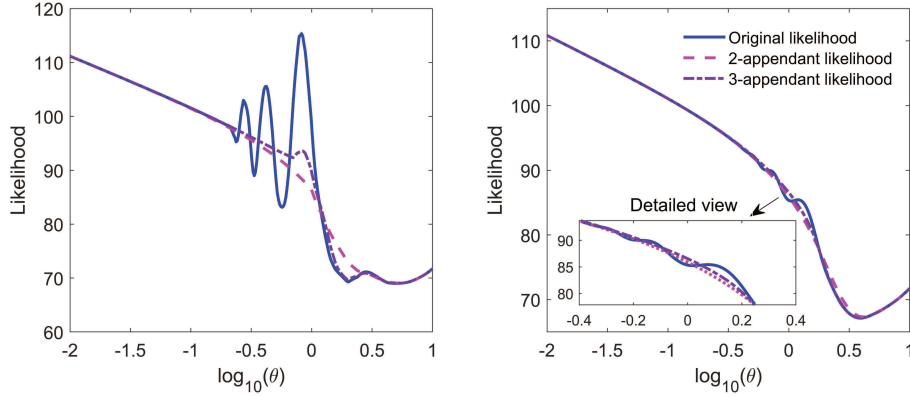 120
110
100
90
80
70
60
-2 -1.5 -1 -0.5 0 0.5 1
Likelihood
log10(θ)
110
100
90
80
70
-2 -1.5 -1 -0.5 0 0.5 1
Likelihood
log10(θ)
Original likelihood
2-appendant likelihood
3-appendant likelihood
Detailed view
90
85
80
-0.4 -0.2 0 0.2 0.4